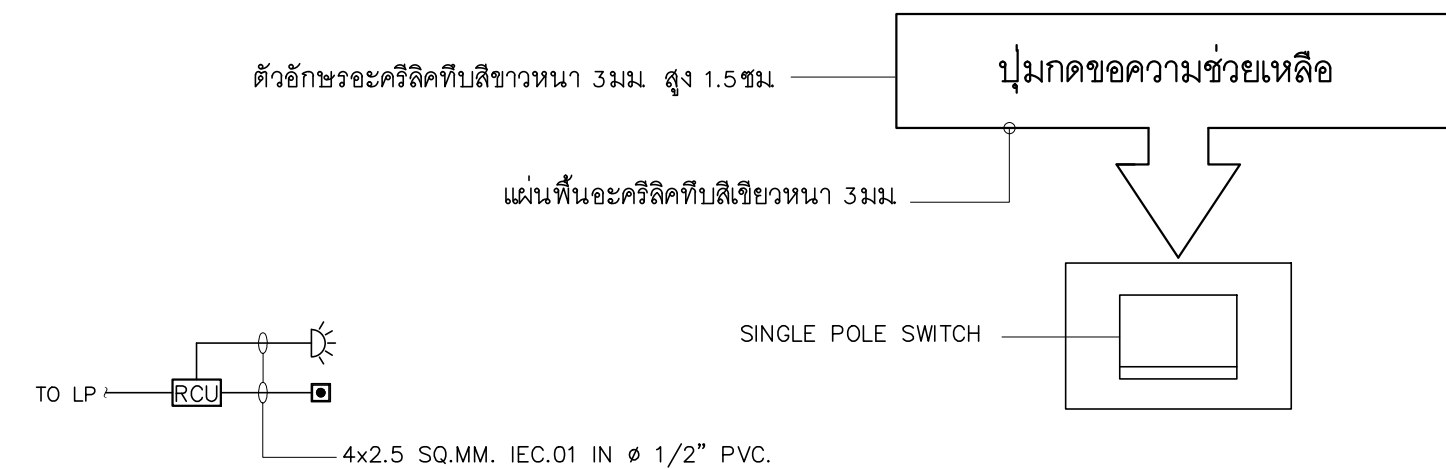 ปุ่มกดขอความช่วยเหลือ
ตัวอักษรอะครีลิคทึบสีขาวหนา 3มม. สูง 1.5ซม.
แผ่นพื้นอะครีลิคทึบสีเขียวหนา 3มม.
SINGLE POLE SWITCH
TO LP
RCU
4x2.5 SQ.MM. IEC.01 IN ø 1/2" PVC.